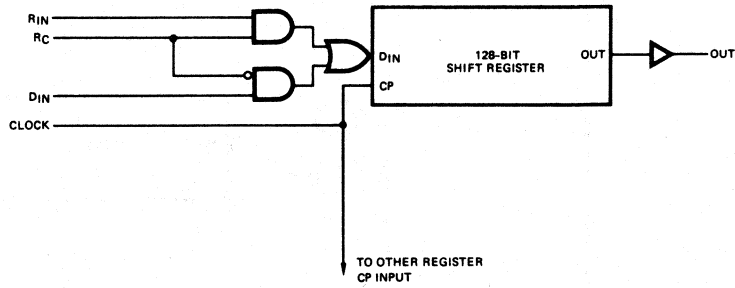 RIN
RC
DIN
CLOCK
DIN
CP
128-BIT
SHIFT REGISTER
OUT
OUT
TO OTHER REGISTER
CP INPUT